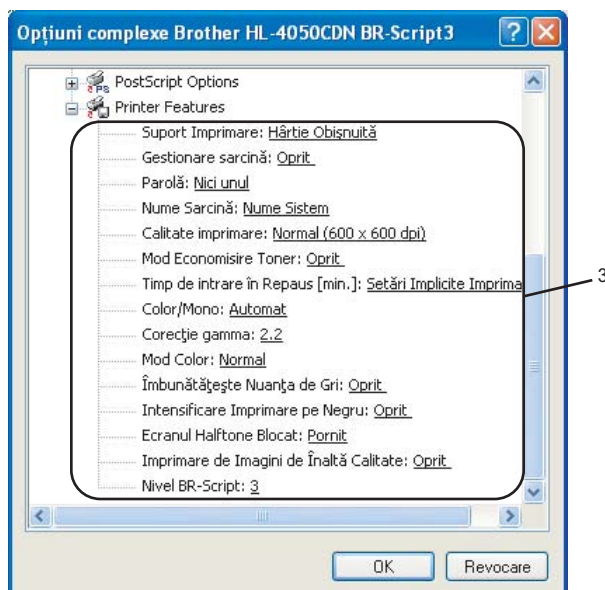 Opțiuni complexe Brother HL-4050CDN BR-Script3
PostScript Options
Printer Features
Suport Imprimare: Hârtie Obişnuită
Gestionare sarcină: Oprit
Parolă: Nici unul
Nume Sarcină: Nume Sistem
Calitate imprimare: Normal (600 x 600 dpi)
Mod Economisire Toner: Oprit
Timp de intrare în Repaus [min.]: Setări Implicite Imprima
3
Color/Mono: Automat
Corecţie gamma: 2.2
Mod Color: Normal
Îmbunătăţeşte Nuanţa de Gri: Oprit
Intensificare Imprimare pe Negru: Oprit
Ecranul Halftone Blocat: Pornit
Imprimare de Imagini de Înaltă Calitate: Oprit
Nivel BR-Script: 3
OK Revocare